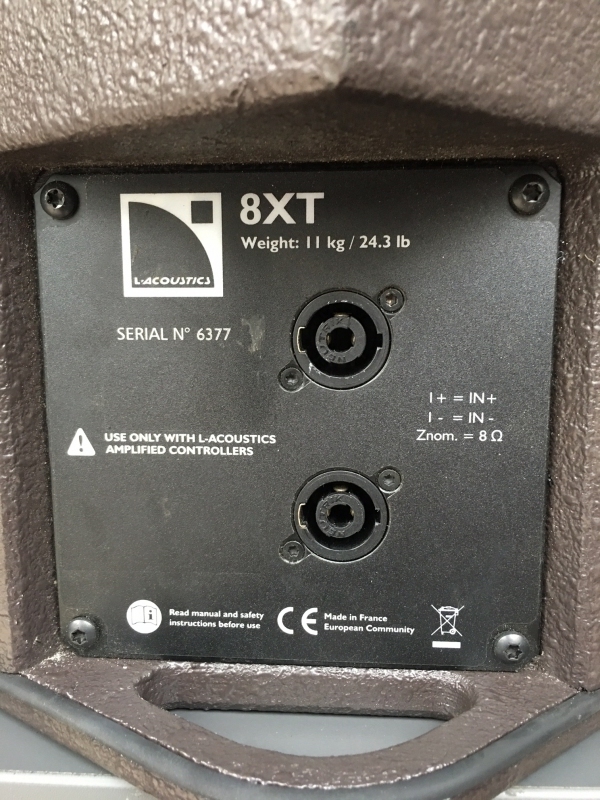 8XT
Weight: 11 kg / 24.3 lb
L-ACOUSTICS
SERIAL N° 6377
1 + = IN +
1 - = IN -
Znom. = 8 Ω
USE ONLY WITH L-ACOUSTICS
AMPLIFIED CONTROLLERS
Read manual and safety
instructions before use
CE
Made in France
European Community